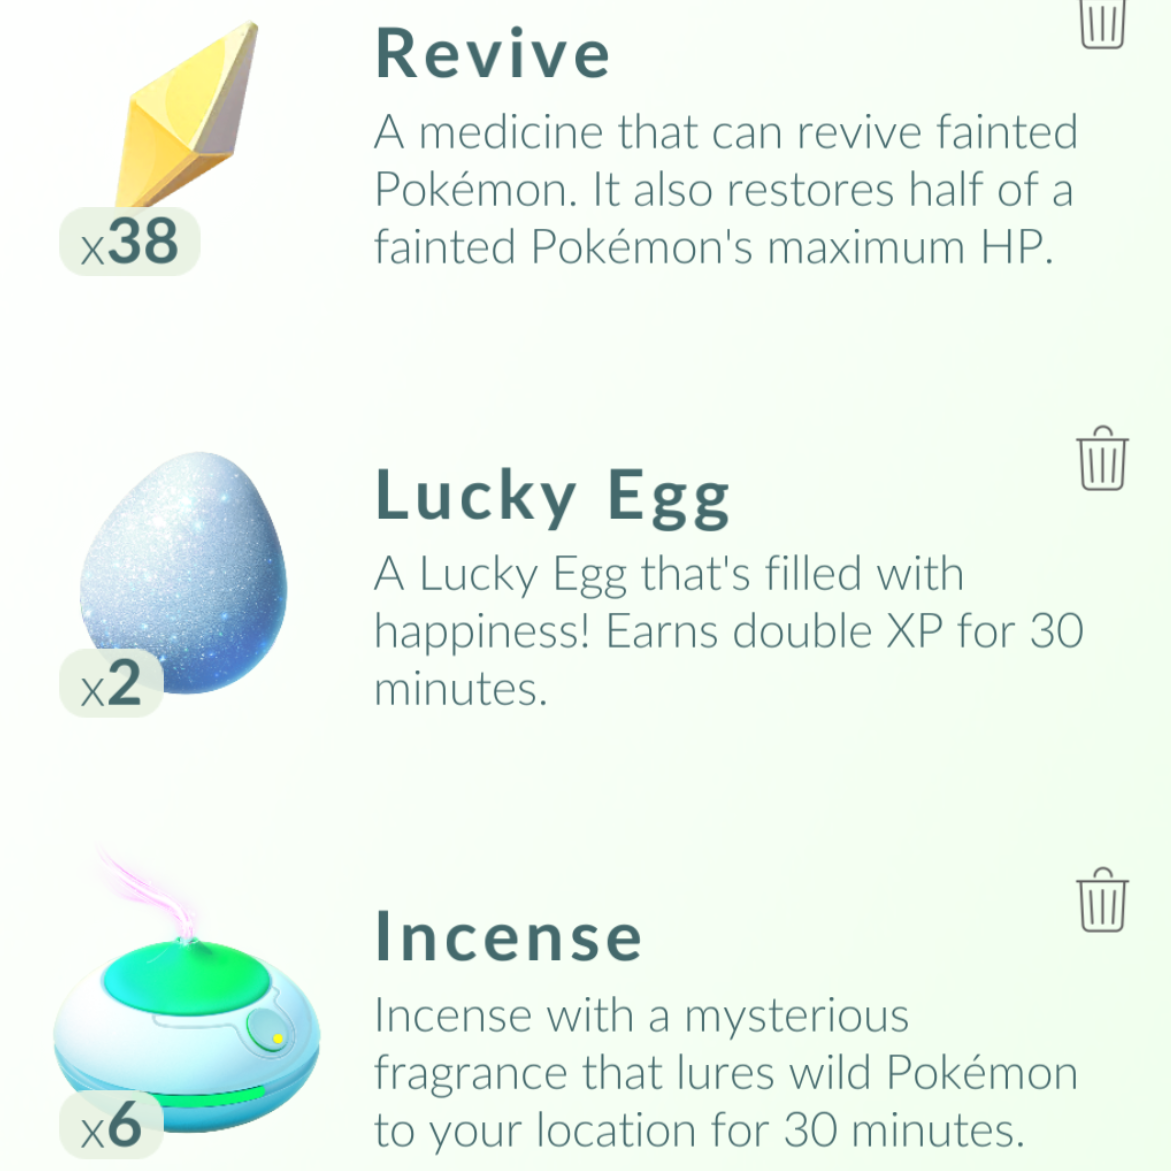 Revive
A medicine that can revive fainted
Pokémon. It also restores half of a
fainted Pokémon's maximum HP.
x38
Lucky Egg
A Lucky Egg that's filled with
happiness! Earns double XP for 30
minutes.
x2
Incense
Incense with a mysterious
fragrance that lures wild Pokémon
to your location for 30 minutes.
x6